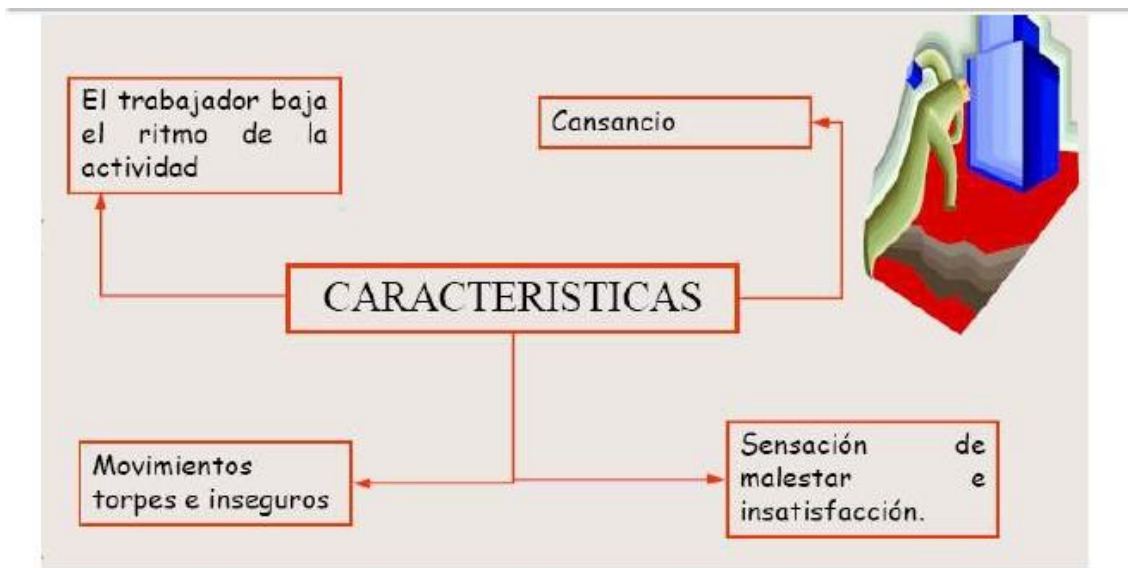 El trabajador baja
el ritmo de la
actividad
Cansancio
CARACTERISTICAS
Movimientos
torpes e inseguros
Sensación de
malestar e
insatisfacción.